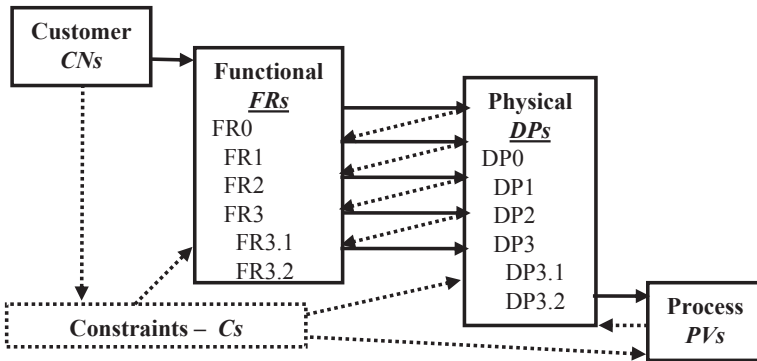 Customer
CNs
Functional
FRs
FR0
FR1
FR2
FR3
FR3.1
FR3.2
Physical
DPs
DP0
DP1
DP2
DP3
DP3.1
DP3.2
Constraints – Cs
Process
PVs